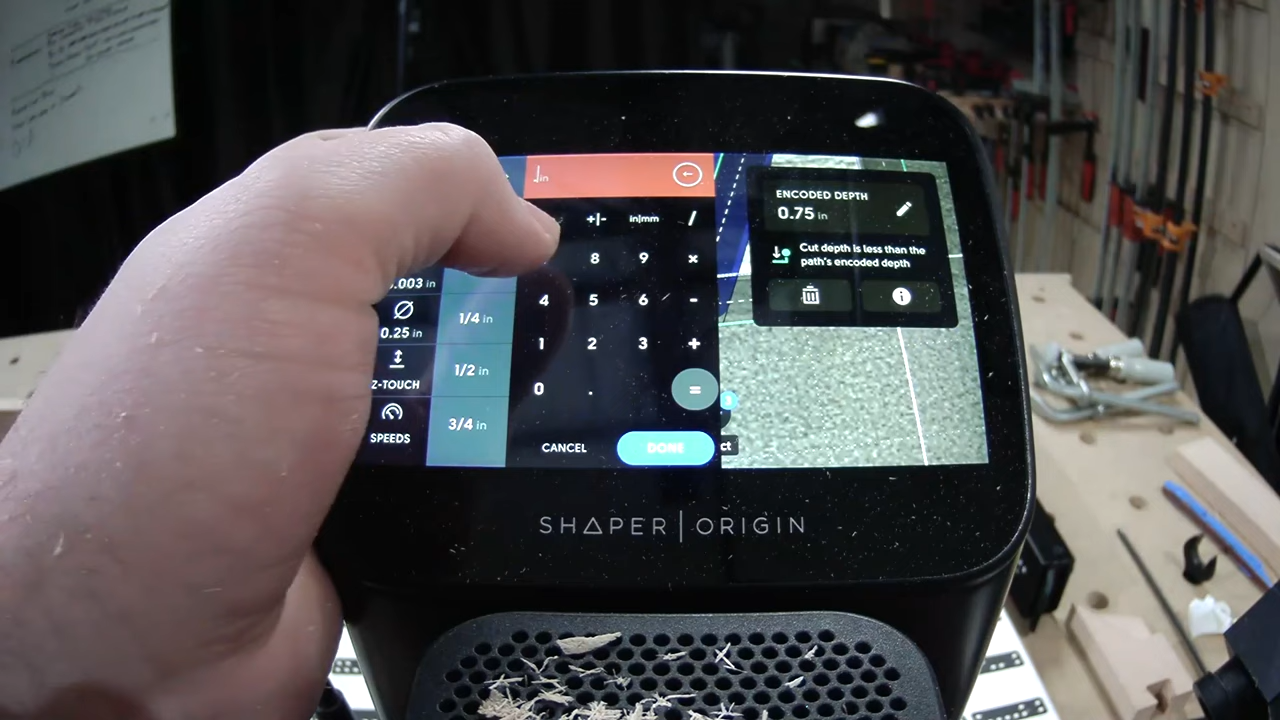 in
+|- in|mm /
8 9 ×
4 5 6 -
1 2 3 +
0 . =
CANCEL DONE
.003 in
0.25 in
Z-TOUCH
SPEEDS
1/4 in
1/2 in
3/4 in
ENCODED DEPTH
0.75 in
Cut depth is less than the
path's encoded depth
ct
SHAPER | ORIGIN